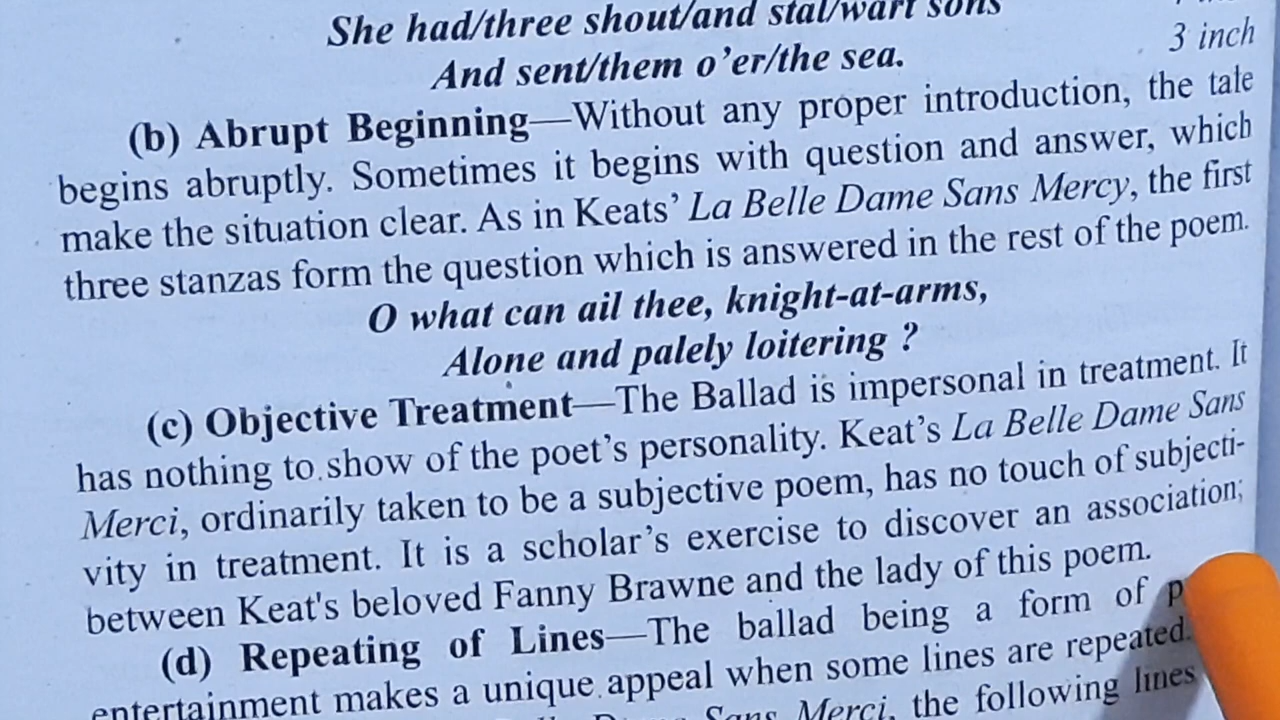 She had/three shout/and stal/wart sons
3 inch
And sent/them o'er/the sea.
(b) Abrupt Beginning—Without any proper introduction, the tale
begins abruptly. Sometimes it begins with question and answer, which
make the situation clear. As in Keats' La Belle Dame Sans Mercy, the first
three stanzas form the question which is answered in the rest of the poem.
O what can ail thee, knight-at-arms,
Alone and palely loitering ?
(c) Objective Treatment—The Ballad is impersonal in treatment. It
has nothing to show of the poet's personality. Keat's La Belle Dame Sans
Merci, ordinarily taken to be a subjective poem, has no touch of subjecti-
vity in treatment. It is a scholar's exercise to discover an association;
between Keat's beloved Fanny Brawne and the lady of this poem.
(d) Repeating of Lines—The ballad being a form of
entertainment makes a unique appeal when some lines are repeated.
Dame Sans Merci, the following lines